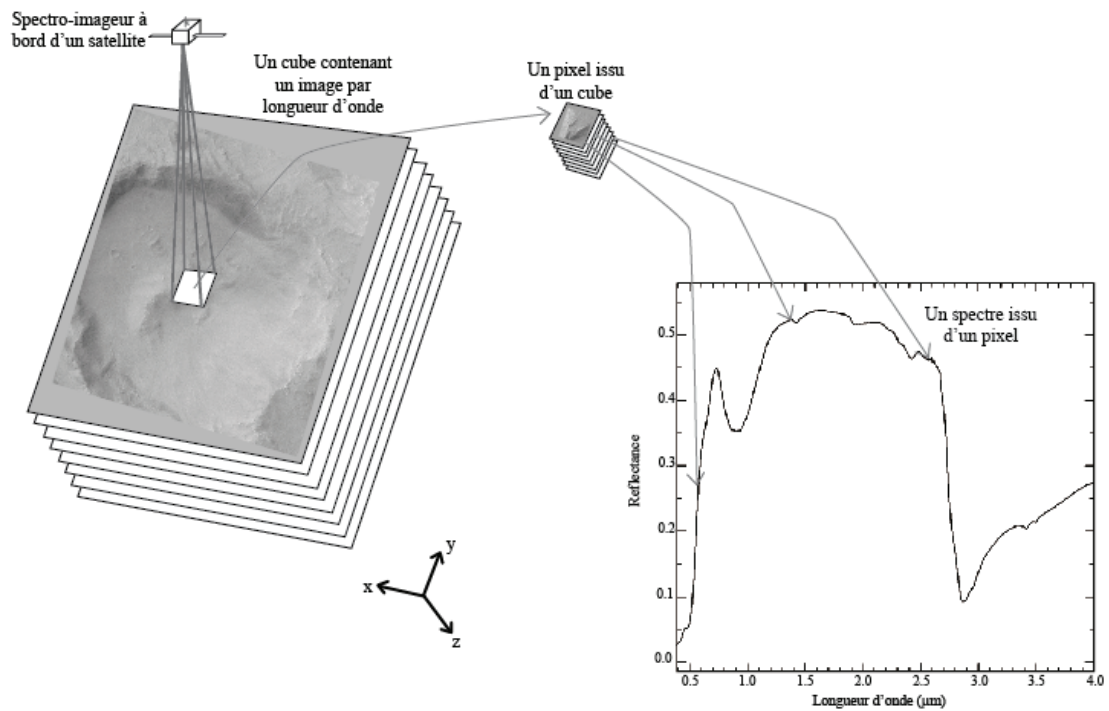 Spectro-imageur à
bord d'un satellite
Un cube contenant
un image par
longueur d'onde
Un pixel issu
d'un cube
Un spectre issu
d'un pixel
y
x
z
Reflectance
0.5
0.4
0.3
0.2
0.1
0.0
0.5 1.0 1.5 2.0 2.5 3.0 3.5 4.0
Longueur d'onde (µm)